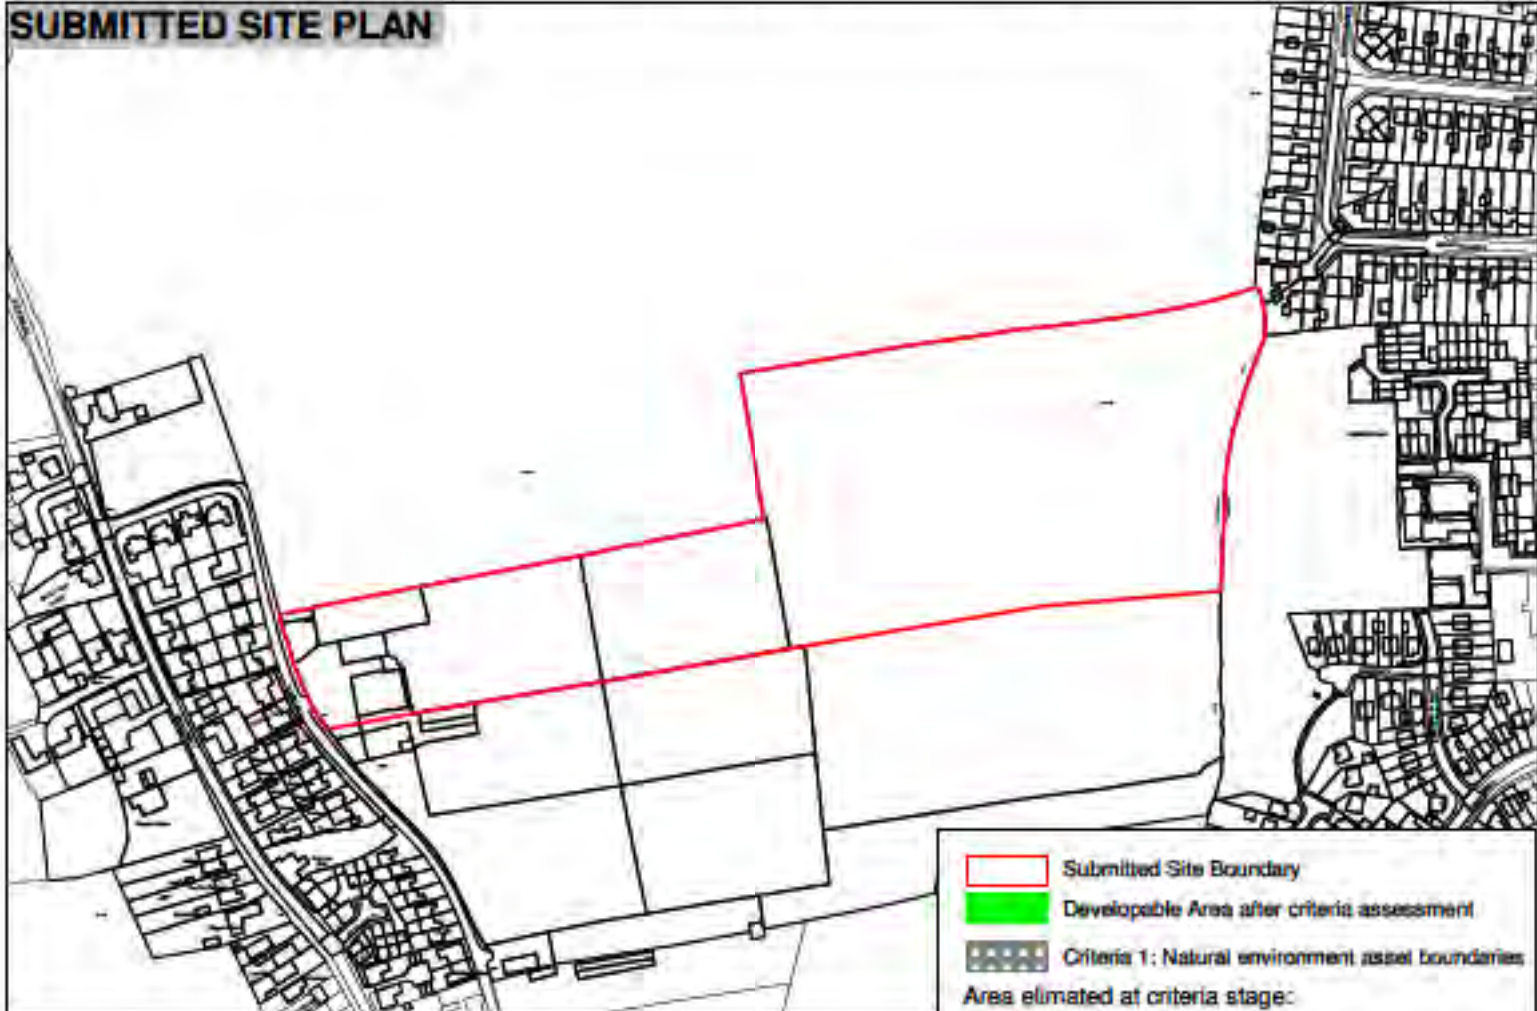 SUBMITTED SITE PLAN
Submitted Site Boundary
Developable Area after criteria assessment
Criteria 1: Natural environment asset boundaries
Area elimated at criteria stage: